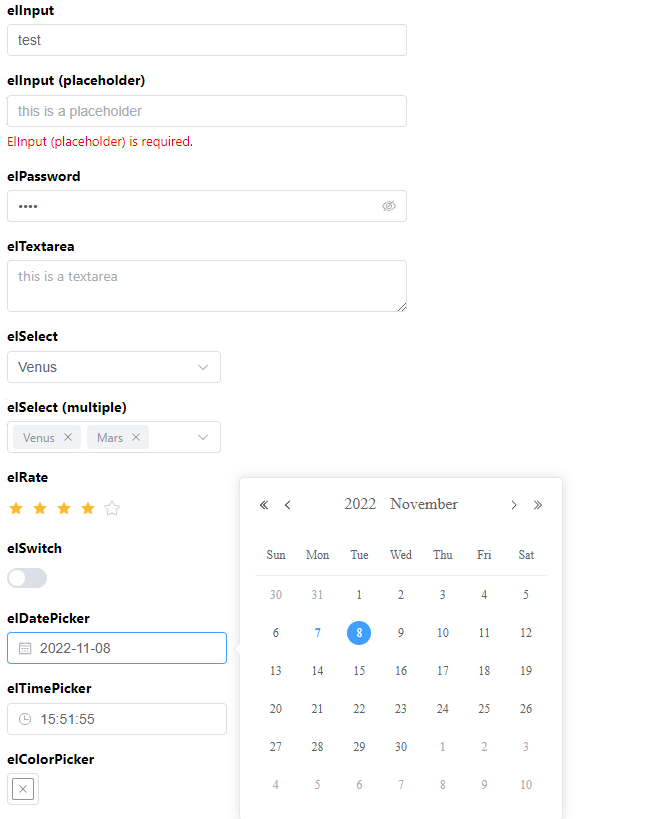 elInput
test
elInput (placeholder)
this is a placeholder
ElInput (placeholder) is required.
elPassword
••••
elTextarea
this is a textarea
elSelect
Venus
elSelect (multiple)
Venus Mars
elRate
elSwitch
elDatePicker
2022-11-08
elTimePicker
15:51:55
elColorPicker
2022 November
Sun Mon Tue Wed Thu Fri Sat
30 31 1 2 3 4 5
6 7 8 9 10 11 12
13 14 15 16 17 18 19
20 21 22 23 24 25 26
27 28 29 30 1 2 3
4 5 6 7 8 9 10